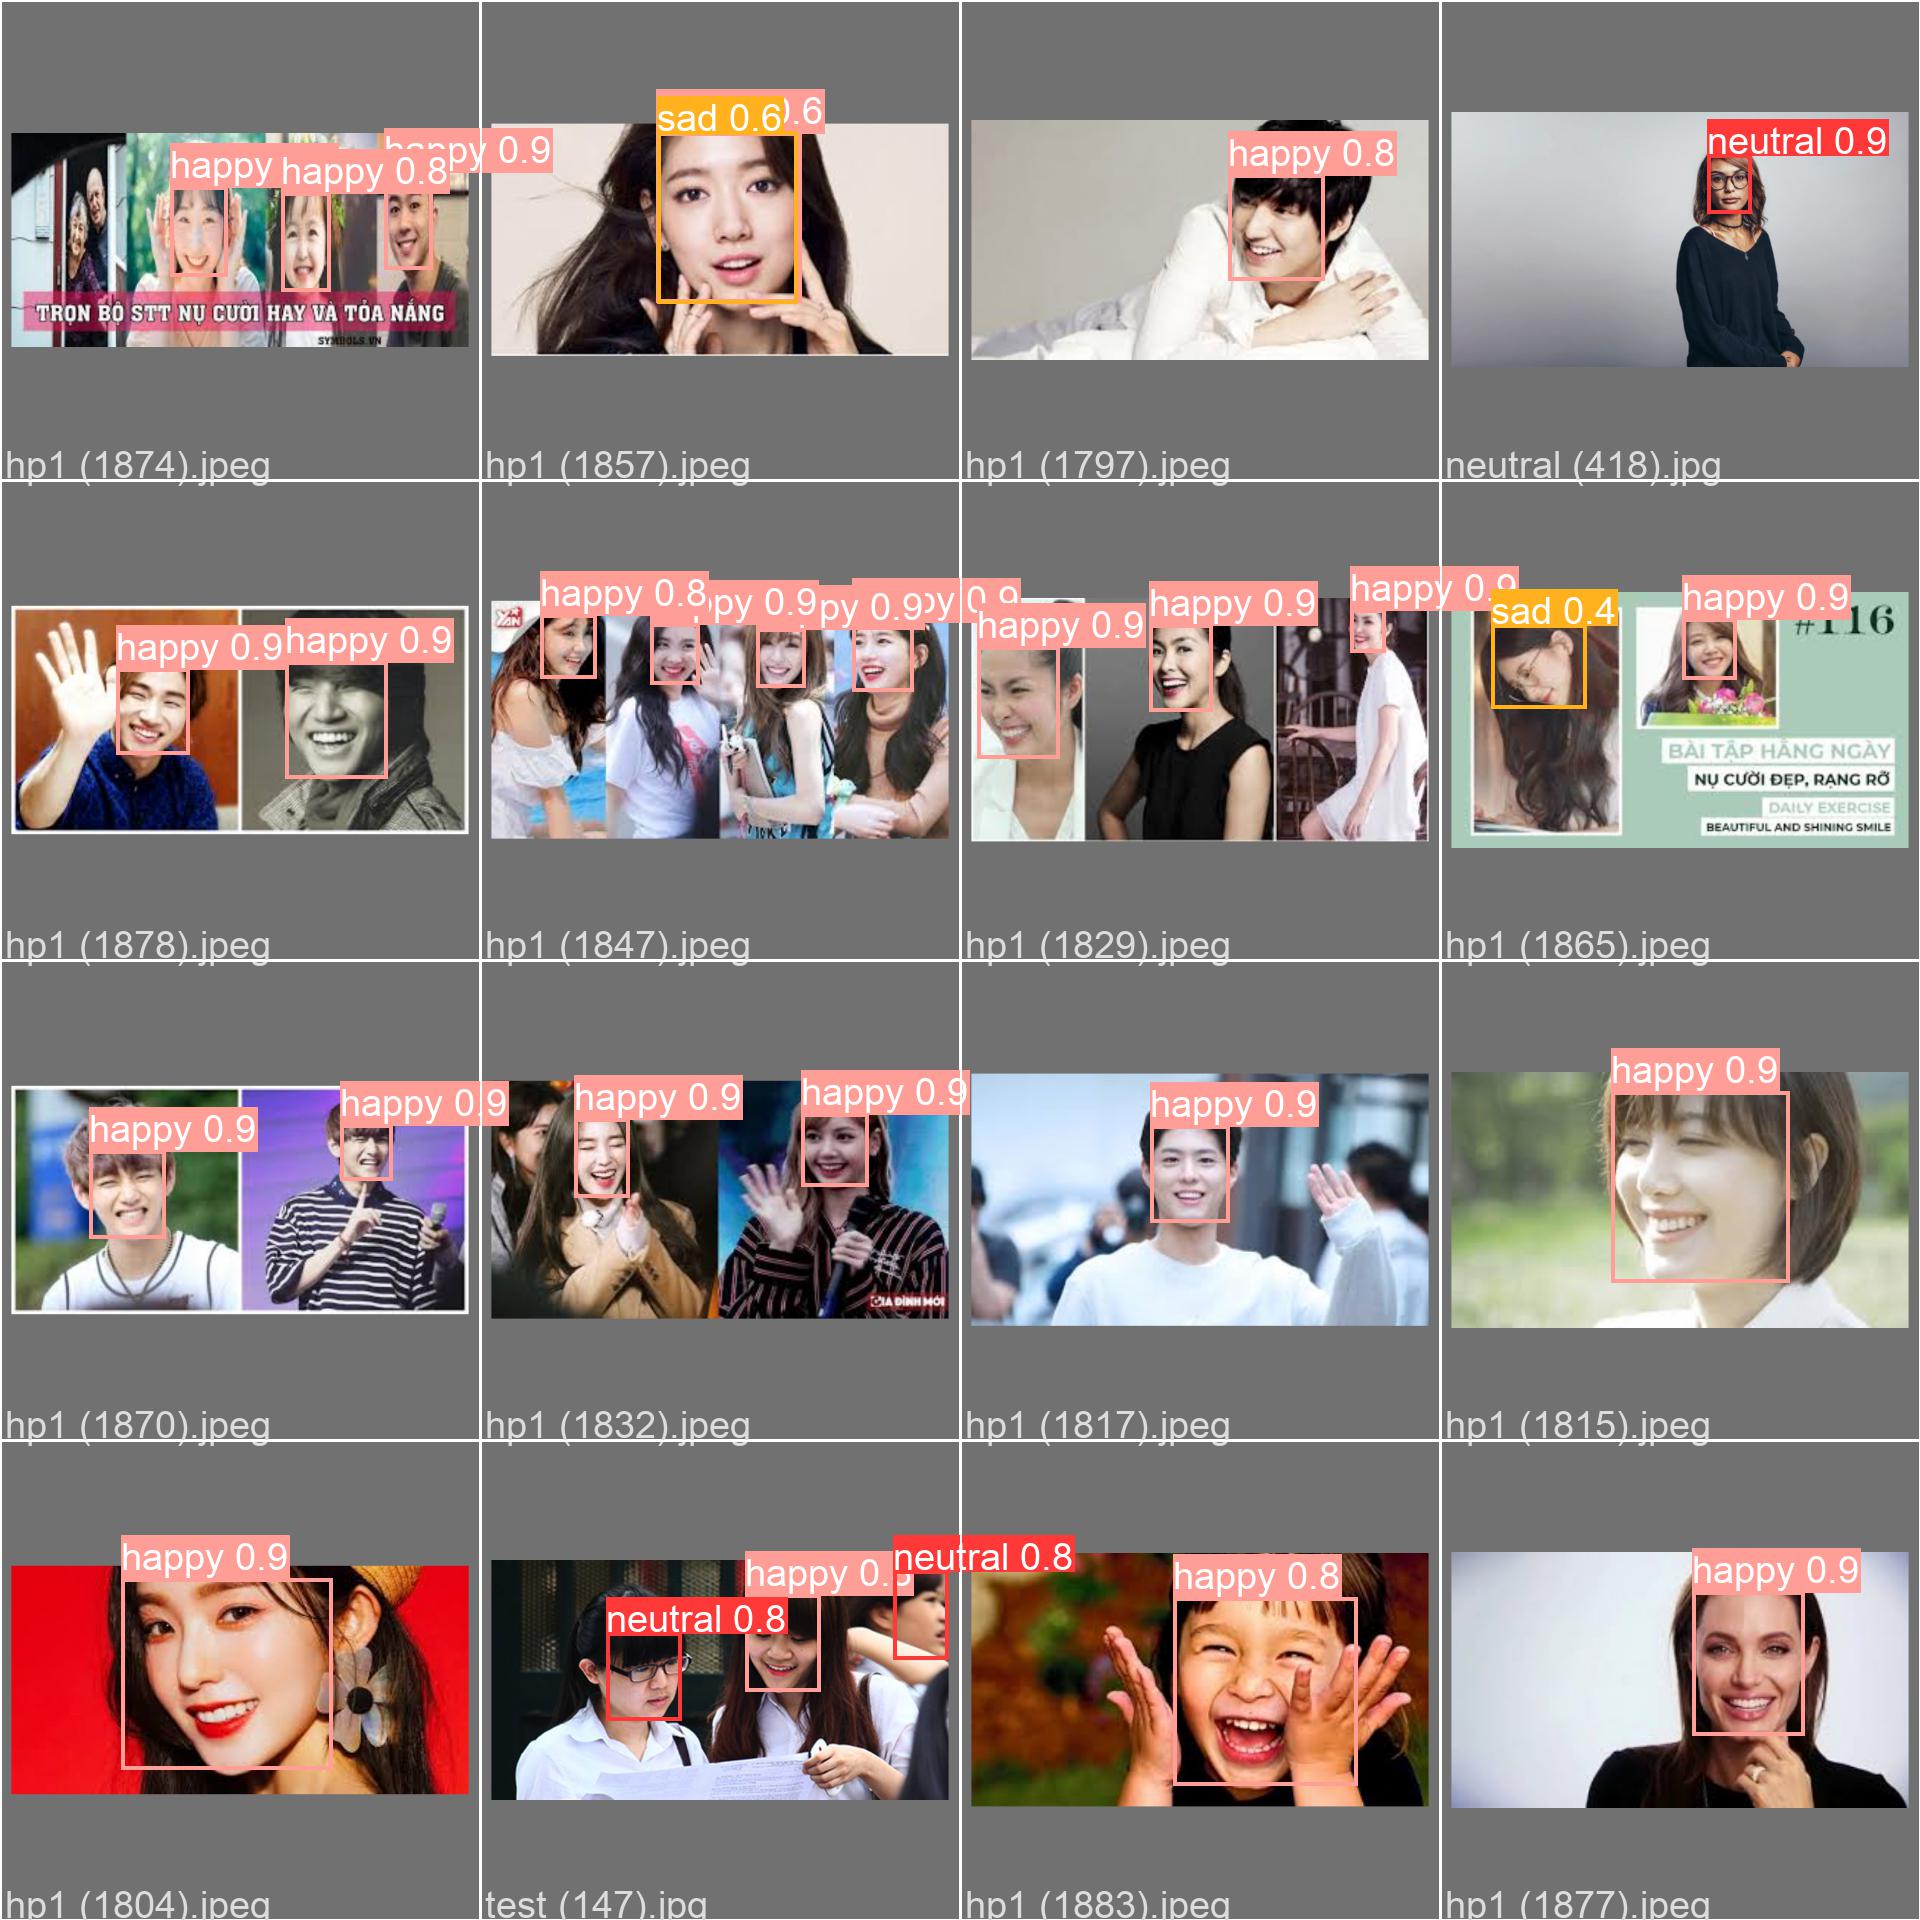 happy happy 0.8 happy 0.9
TRỌN BỘ STT NỤ CƯỜI HAY VÀ TỎA NẮNG
SYMBOLS.VN
hp1 (1874).jpeg
sad 0.6 0.6
hp1 (1857).jpeg
happy 0.8
hp1 (1797).jpeg
neutral 0.9
neutral (418).jpg
happy 0.9 happy 0.9
hp1 (1878).jpeg
happy 0.8 ppy 0.9 py 0.9 py 0.9
YAN
hp1 (1847).jpeg
happy 0.9 happy 0.9 happy 0.9
hp1 (1829).jpeg
sad 0.4 happy 0.9
#116
BÀI TẬP HẰNG NGÀY
NỤ CƯỜI ĐẸP, RẠNG RỠ
DAILY EXERCISE
BEAUTIFUL AND SHINING SMILE
hp1 (1865).jpeg
happy 0.9 happy 0.9
hp1 (1870).jpeg
happy 0.9 happy 0.9
GIA ĐÌNH MỚI
hp1 (1832).jpeg
happy 0.9
hp1 (1817).jpeg
happy 0.9
hp1 (1815).jpeg
happy 0.9
hp1 (1804).jpeg
neutral 0.8 happy neutral 0.8
test (147).jpg
happy 0.8
hp1 (1883).jpeg
happy 0.9
hp1 (1877).jpeg